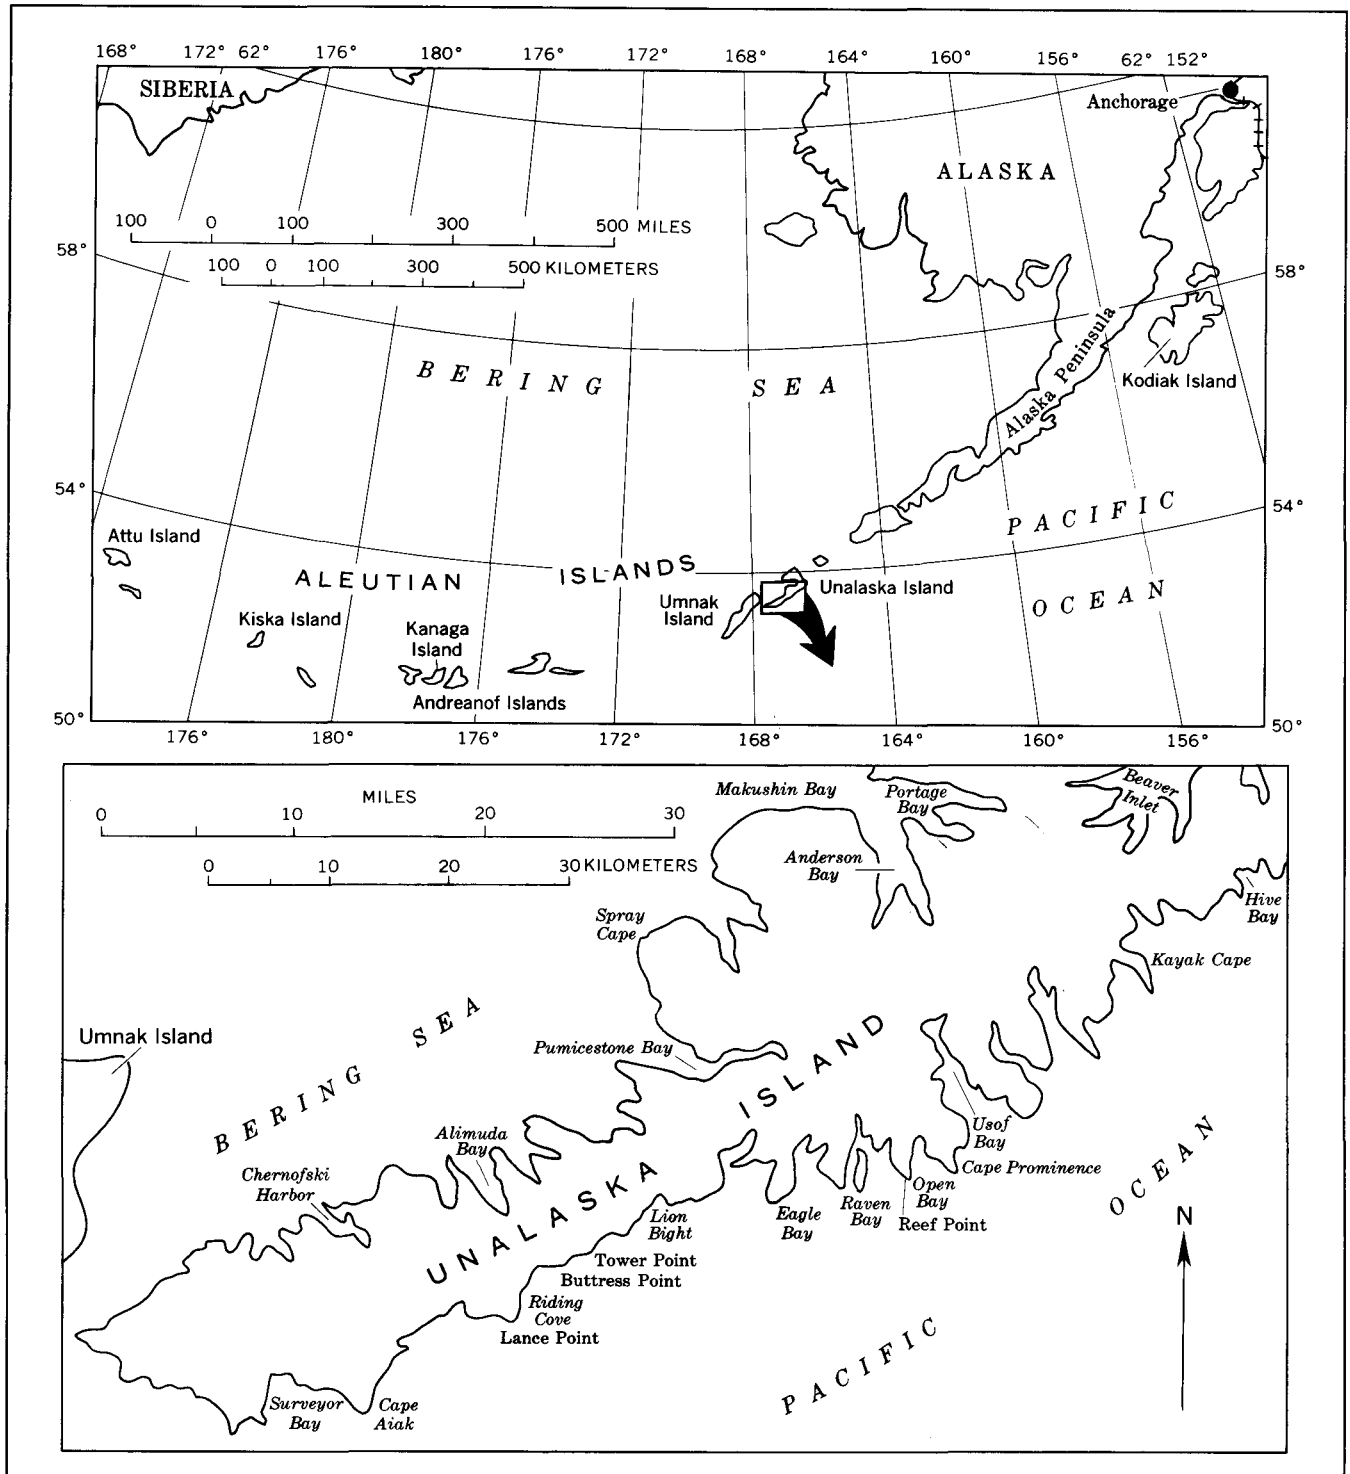 168° 172° 62° 176° 180° 176° 172° 168° 164° 160° 156° 62° 152°
SIBERIA
Anchorage
ALASKA
100 0 100 300 500 MILES
100 0 100 300 500 KILOMETERS
58°
58°
BERING SEA
Alaska Peninsula
Kodiak Island
54°
54°
PACIFIC
OCEAN
Attu Island
ALEUTIAN ISLANDS
Unalaska Island
Umnak
Island
Kiska Island
Kanaga
Island
Andreanof Islands
50°
50°
176° 180° 176° 172° 168° 164° 160° 156°
MILES
0 10 20 30
0 10 20 30 KILOMETERS
Makushin Bay
Portage
Bay
Beaver
Inlet
Anderson
Bay
Hive
Bay
Spray
Cape
Kayak Cape
Umnak Island
BERING SEA
Pumicestone Bay
UNALASKA ISLAND
Usof
Bay
Alimuda
Bay
Cape Prominence
Chernofski
Harbor
Open
Bay
Raven
Bay
Reef Point
Eagle
Bay
Lion
Bight
Tower Point
Buttress Point
Riding
Cove
Lance Point
Surveyor
Bay
Cape
Aiak
PACIFIC OCEAN
N